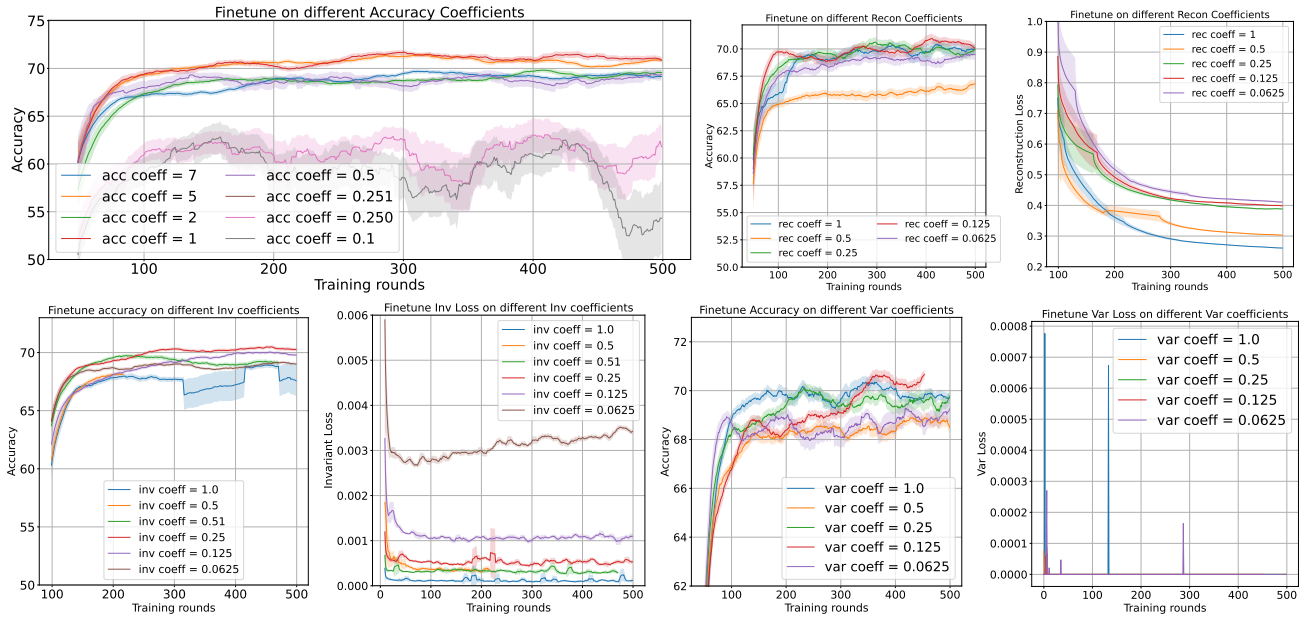 Finetune on different Accuracy Coefficients
75
70
65
60
55
50
Accuracy
acc coeff = 7
acc coeff = 5
acc coeff = 2
acc coeff = 1
acc coeff = 0.5
acc coeff = 0.251
acc coeff = 0.250
acc coeff = 0.1
100
200
300
400
500
Training rounds
Finetune on different Recon Coefficients
70.0
67.5
65.0
62.5
60.0
57.5
55.0
52.5
50.0
Accuracy
rec coeff = 1
rec coeff = 0.5
rec coeff = 0.25
rec coeff = 0.125
rec coeff = 0.0625
100
200
300
400
500
Training rounds
Finetune on different Recon Coefficients
1.0
0.9
0.8
0.7
0.6
0.5
0.4
0.3
0.2
Reconstruction Loss
rec coeff = 1
rec coeff = 0.5
rec coeff = 0.25
rec coeff = 0.125
rec coeff = 0.0625
100
200
300
400
500
Training rounds
Finetune accuracy on different Inv coefficients
70
65
60
55
50
Accuracy
inv coeff = 1.0
inv coeff = 0.5
inv coeff = 0.51
inv coeff = 0.25
inv coeff = 0.125
inv coeff = 0.0625
100
200
300
400
500
Training rounds
Finetune Inv Loss on different Inv coefficients
0.006
0.005
0.004
0.003
0.002
0.001
0.000
Invariant Loss
inv coeff = 1.0
inv coeff = 0.5
inv coeff = 0.51
inv coeff = 0.25
inv coeff = 0.125
inv coeff = 0.0625
0
100
200
300
400
500
Training rounds
Finetune Accuracy on different Var coefficients
72
70
68
66
64
62
Accuracy
var coeff = 1.0
var coeff = 0.5
var coeff = 0.25
var coeff = 0.125
var coeff = 0.0625
100
200
300
400
500
Training rounds
Finetune Var Loss on different Var coefficients
0.0008
0.0007
0.0006
0.0005
0.0004
0.0003
0.0002
0.0001
0.0000
Var Loss
var coeff = 1.0
var coeff = 0.5
var coeff = 0.25
var coeff = 0.125
var coeff = 0.0625
0
100
200
300
400
500
Training rounds